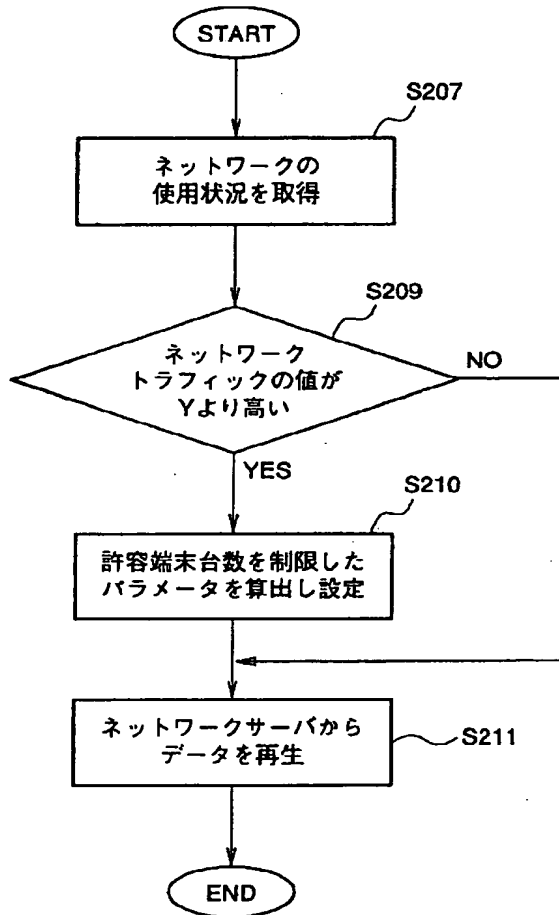 START
S207
ネットワークの
使用状況を取得
S209
ネットワーク
トラフィックの値が
Yより高い
NO
YES
S210
許容端末台数を制限した
パラメータを算出し設定
ネットワークサーバから
データを再生
S211
END